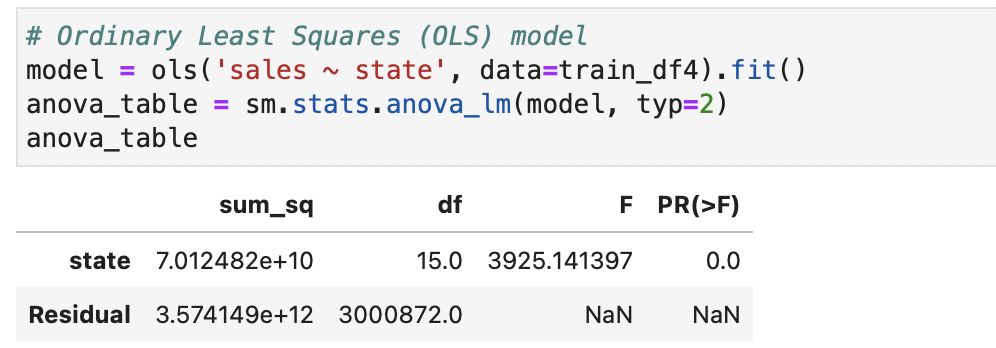 # Ordinary Least Squares (OLS) model
model = ols('sales ~ state', data=train_df4).fit()
anova_table = sm.stats.anova_lm(model, typ=2)
anova_table
sum_sq df F PR(>F)
state 7.012482e+10 15.0 3925.141397 0.0
Residual 3.574149e+12 3000872.0 NaN NaN